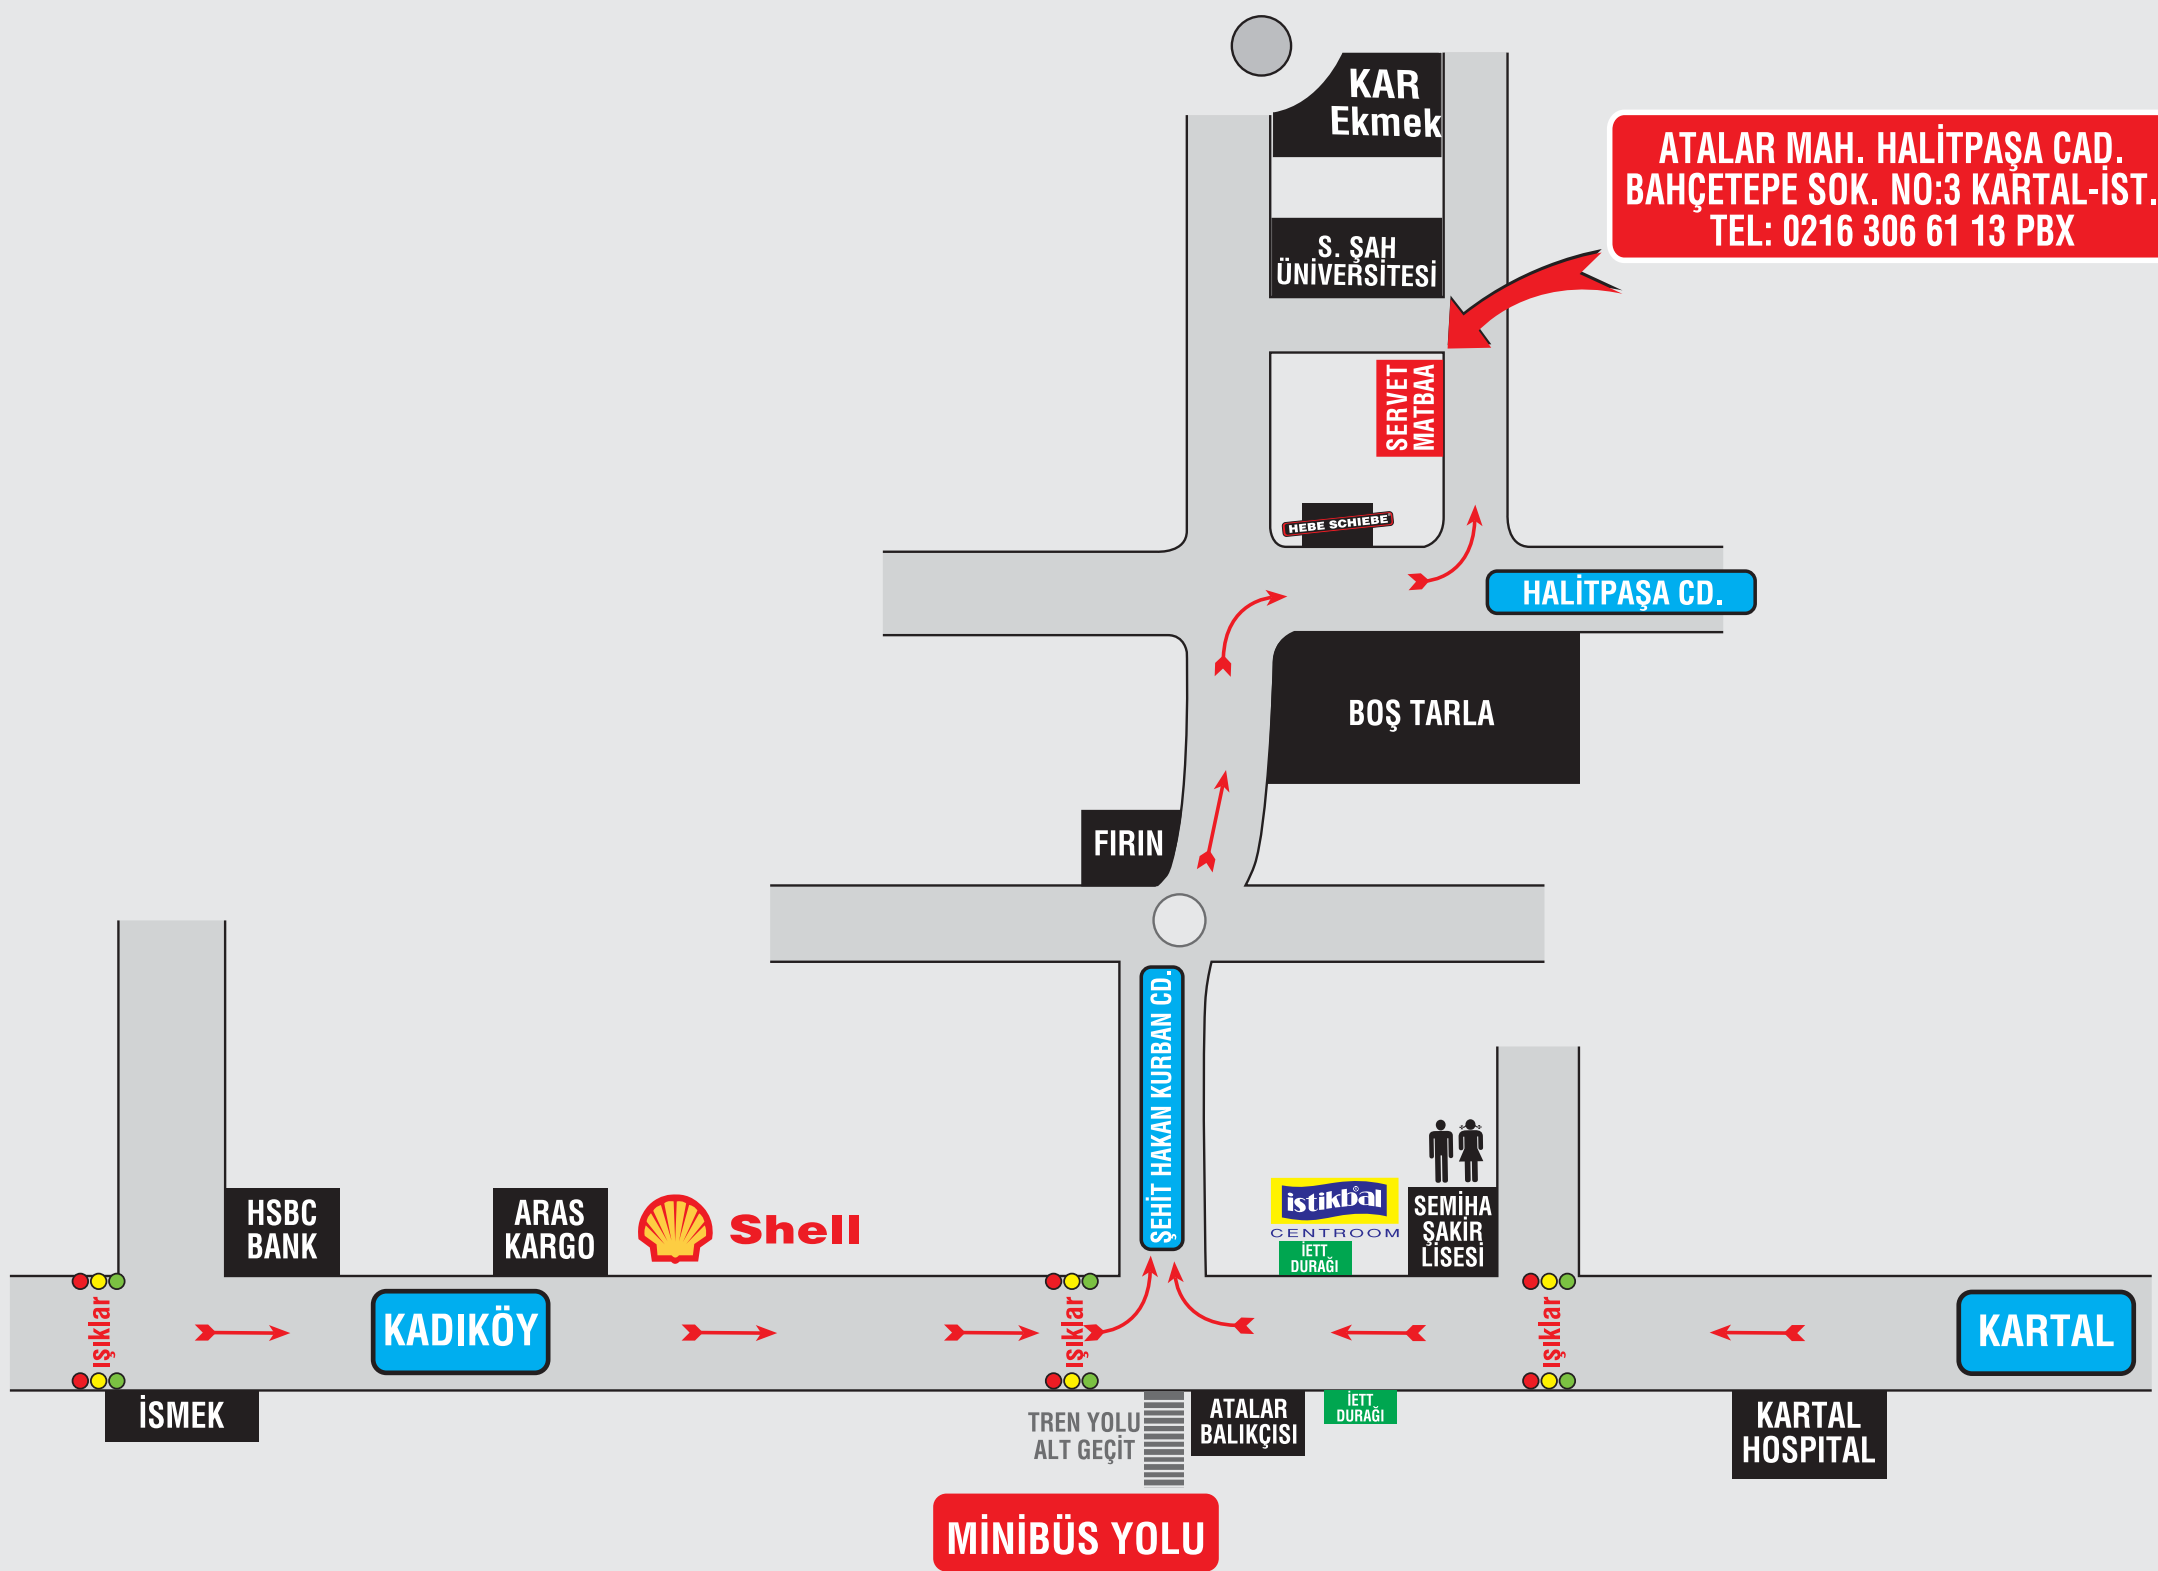 KAR
Ekmek
ATALAR MAH. HALİTPAŞA CAD.
BAHÇETEPE SOK. NO:3 KARTAL-İST.
TEL: 0216 306 61 13 PBX
S. ŞAH
ÜNİVERSİTESİ
SERVET
MATBAA
HEBE SCHIEBE
HALİTPAŞA CD.
BOŞ TARLA
FIRIN
ŞEHİT HAKAN KURBAN CD.
HSBC
BANK
ARAS
KARGO
Shell
istikbal
CENTROOM
İETT
DURAĞI
SEMİHA
ŞAKİR
LİSESİ
ışıklar
KADIKÖY
ışıklar
ışıklar
KARTAL
İSMEK
TREN YOLU
ALT GEÇİT
ATALAR
BALIKÇISI
İETT
DURAĞI
KARTAL
HOSPITAL
MİNİBÜS YOLU